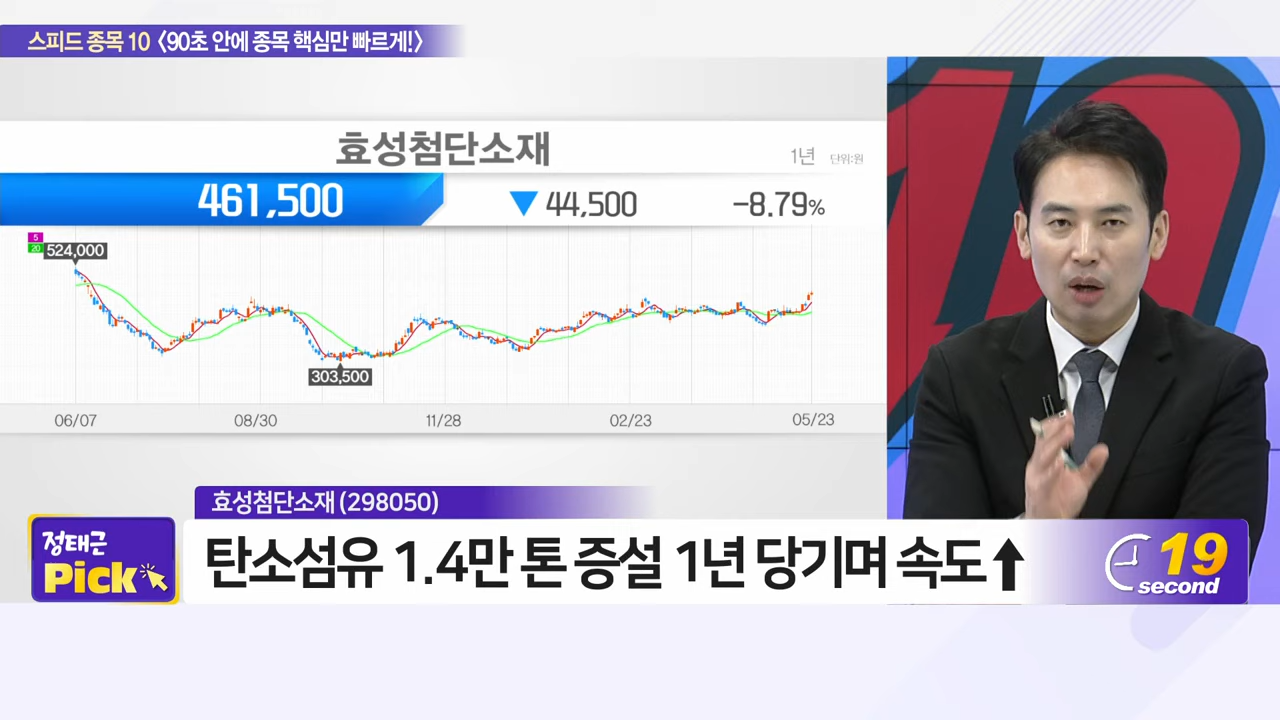 스피드 종목 10 <90초 안에 종목 핵심만 빠르게!>
효성첨단소재
1년 단위:원
461,500 ▼ 44,500 -8.79%
5
20
524,000
303,500
06/07 08/30 11/28 02/23 05/23
효성첨단소재 (298050)
정태근
Pick
탄소섬유 1.4만 톤 증설 1년 당기며 속도↑
19
second
10